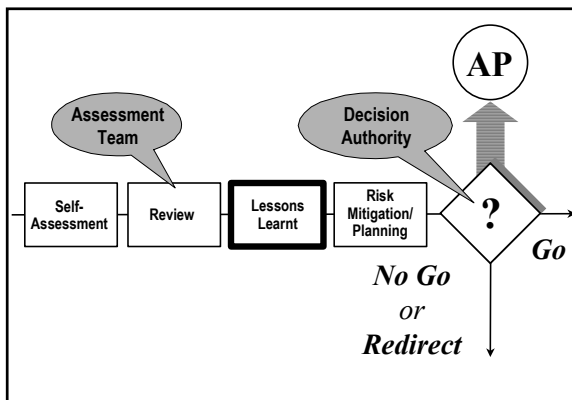 AP
Assessment
Team
Decision
Authority
Self-
Assessment
Review
Lessons
Learnt
Risk
Mitigation/
Planning
?
Go
No Go
or
Redirect